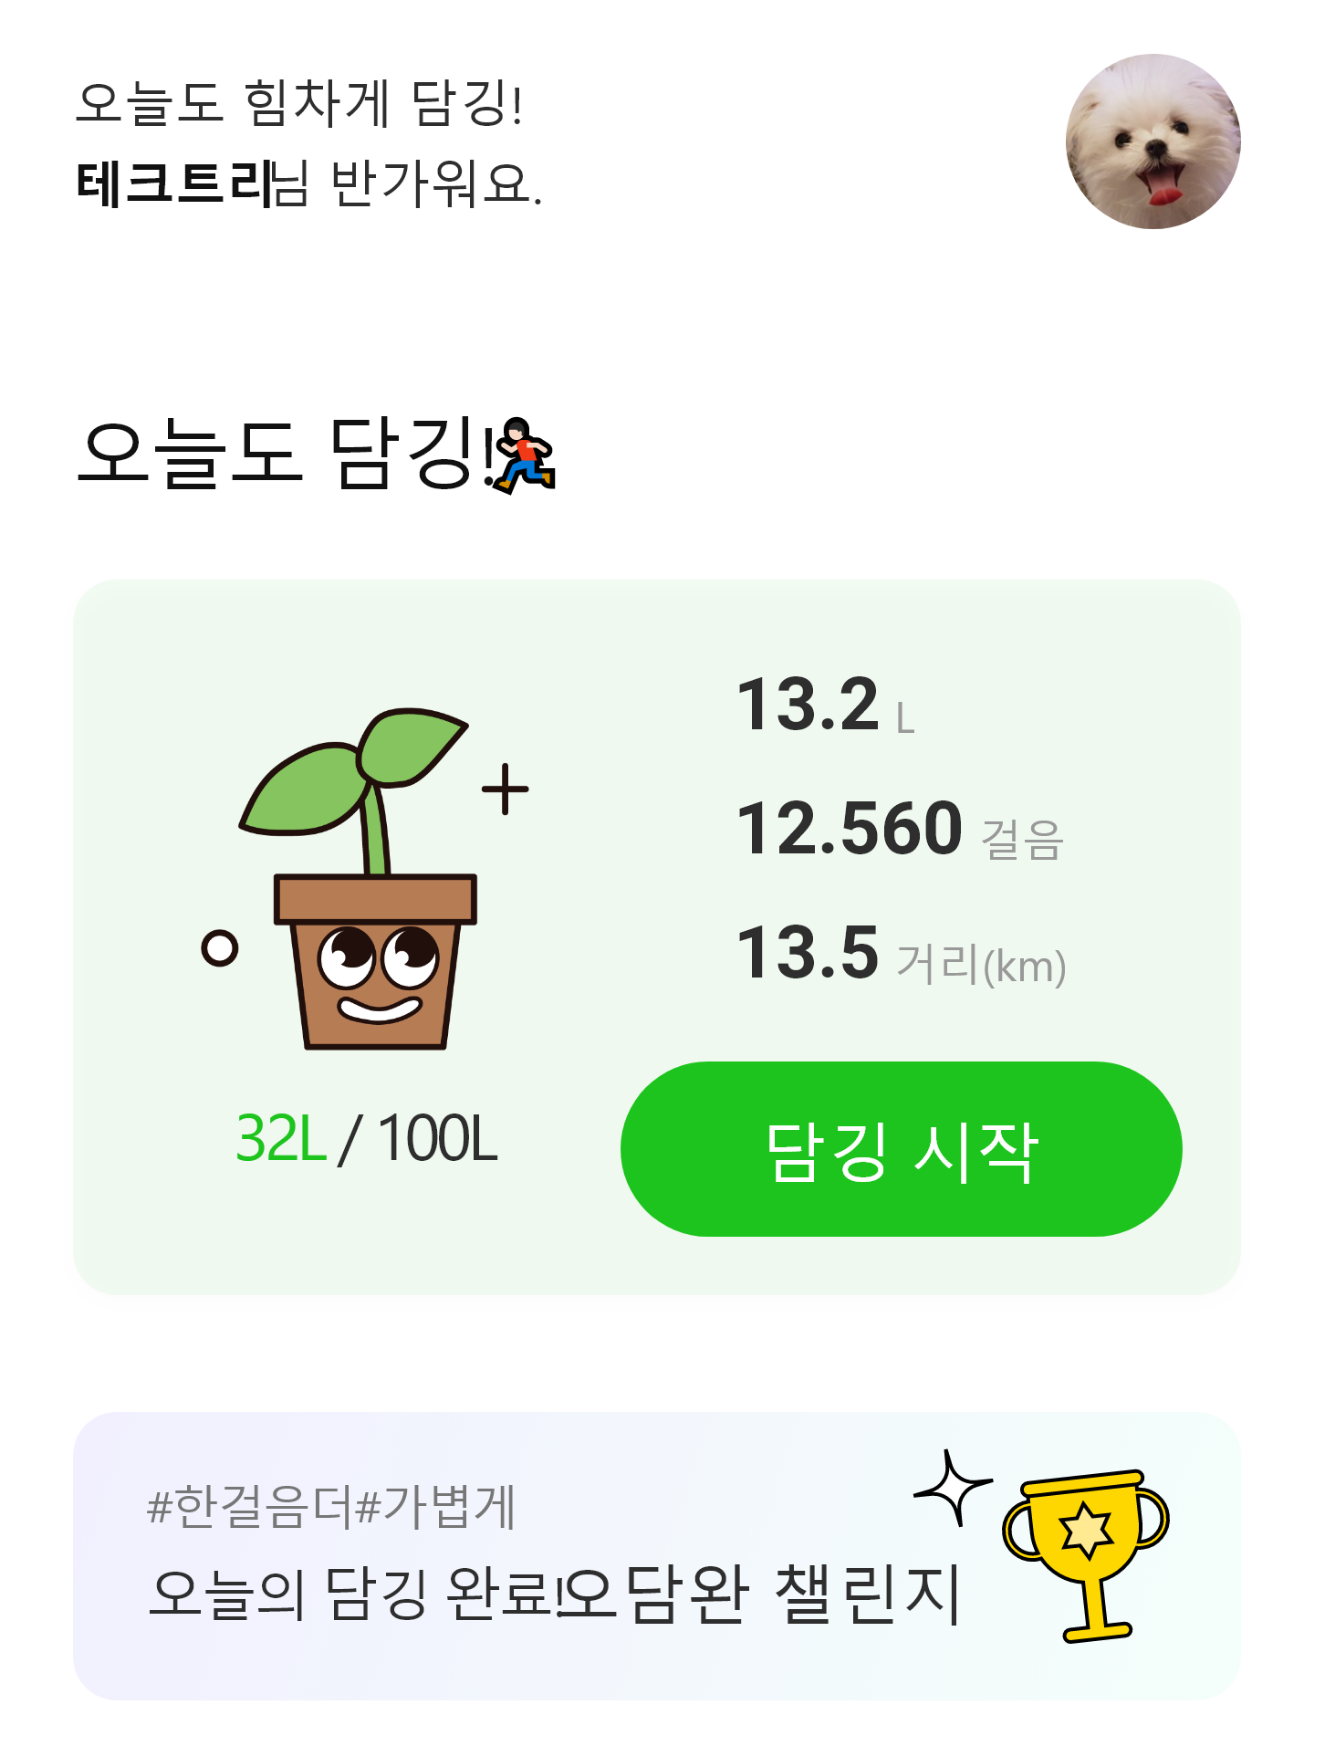 오늘도 힘차게 담깅!
테크트리님 반가워요.
오늘도 담깅!
13.2 L
12.560 걸음
13.5 거리(km)
32L / 100L
담깅 시작
#한걸음더#가볍게
오늘의 담깅 완료!오담완 챌린지